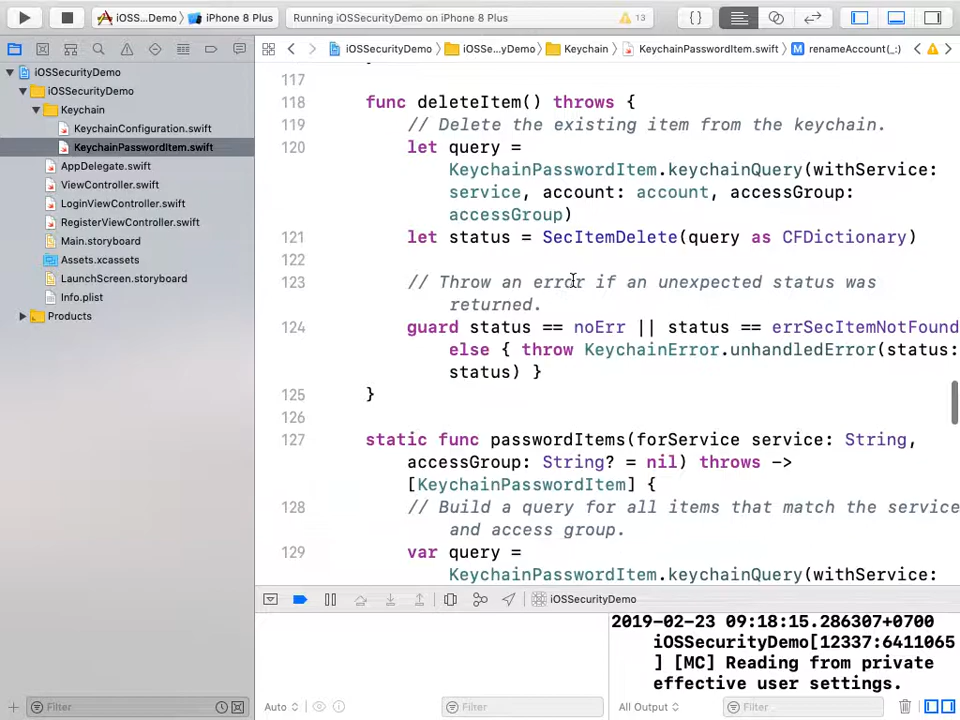 iOSS...yDemo
iPhone 8 Plus
Running iOSSecurityDemo on iPhone 8 Plus
13
iOSSecurityDemo
iOSSe...yDemo
Keychain
KeychainPasswordItem.swift
M
renameAccount(_:)
iOSSecurityDemo
iOSSecurityDemo
Keychain
KeychainConfiguration.swift
KeychainPasswordItem.swift
AppDelegate.swift
ViewController.swift
LoginViewController.swift
RegisterViewController.swift
Main.storyboard
Assets.xcassets
LaunchScreen.storyboard
Info.plist
Products
117
118 func deleteItem() throws {
119 // Delete the existing item from the keychain.
120 let query =
KeychainPasswordItem.keychainQuery(withService:
service, account: account, accessGroup:
accessGroup)
121 let status = SecItemDelete(query as CFDictionary)
122
123 // Throw an error if an unexpected status was
returned.
124 guard status == noErr || status == errSecItemNotFound
else { throw KeychainError.unhandledError(status:
status) }
125 }
126
127 static func passwordItems(forService service: String,
accessGroup: String? = nil) throws ->
[KeychainPasswordItem] {
128 // Build a query for all items that match the service
and access group.
129 var query =
KeychainPasswordItem.keychainQuery(withService:
iOSSecurityDemo
2019-02-23 09:18:15.286307+0700
iOSSecurityDemo[12337:6411065
] [MC] Reading from private
effective user settings.
Filter
Auto
Filter
All Output
Filter